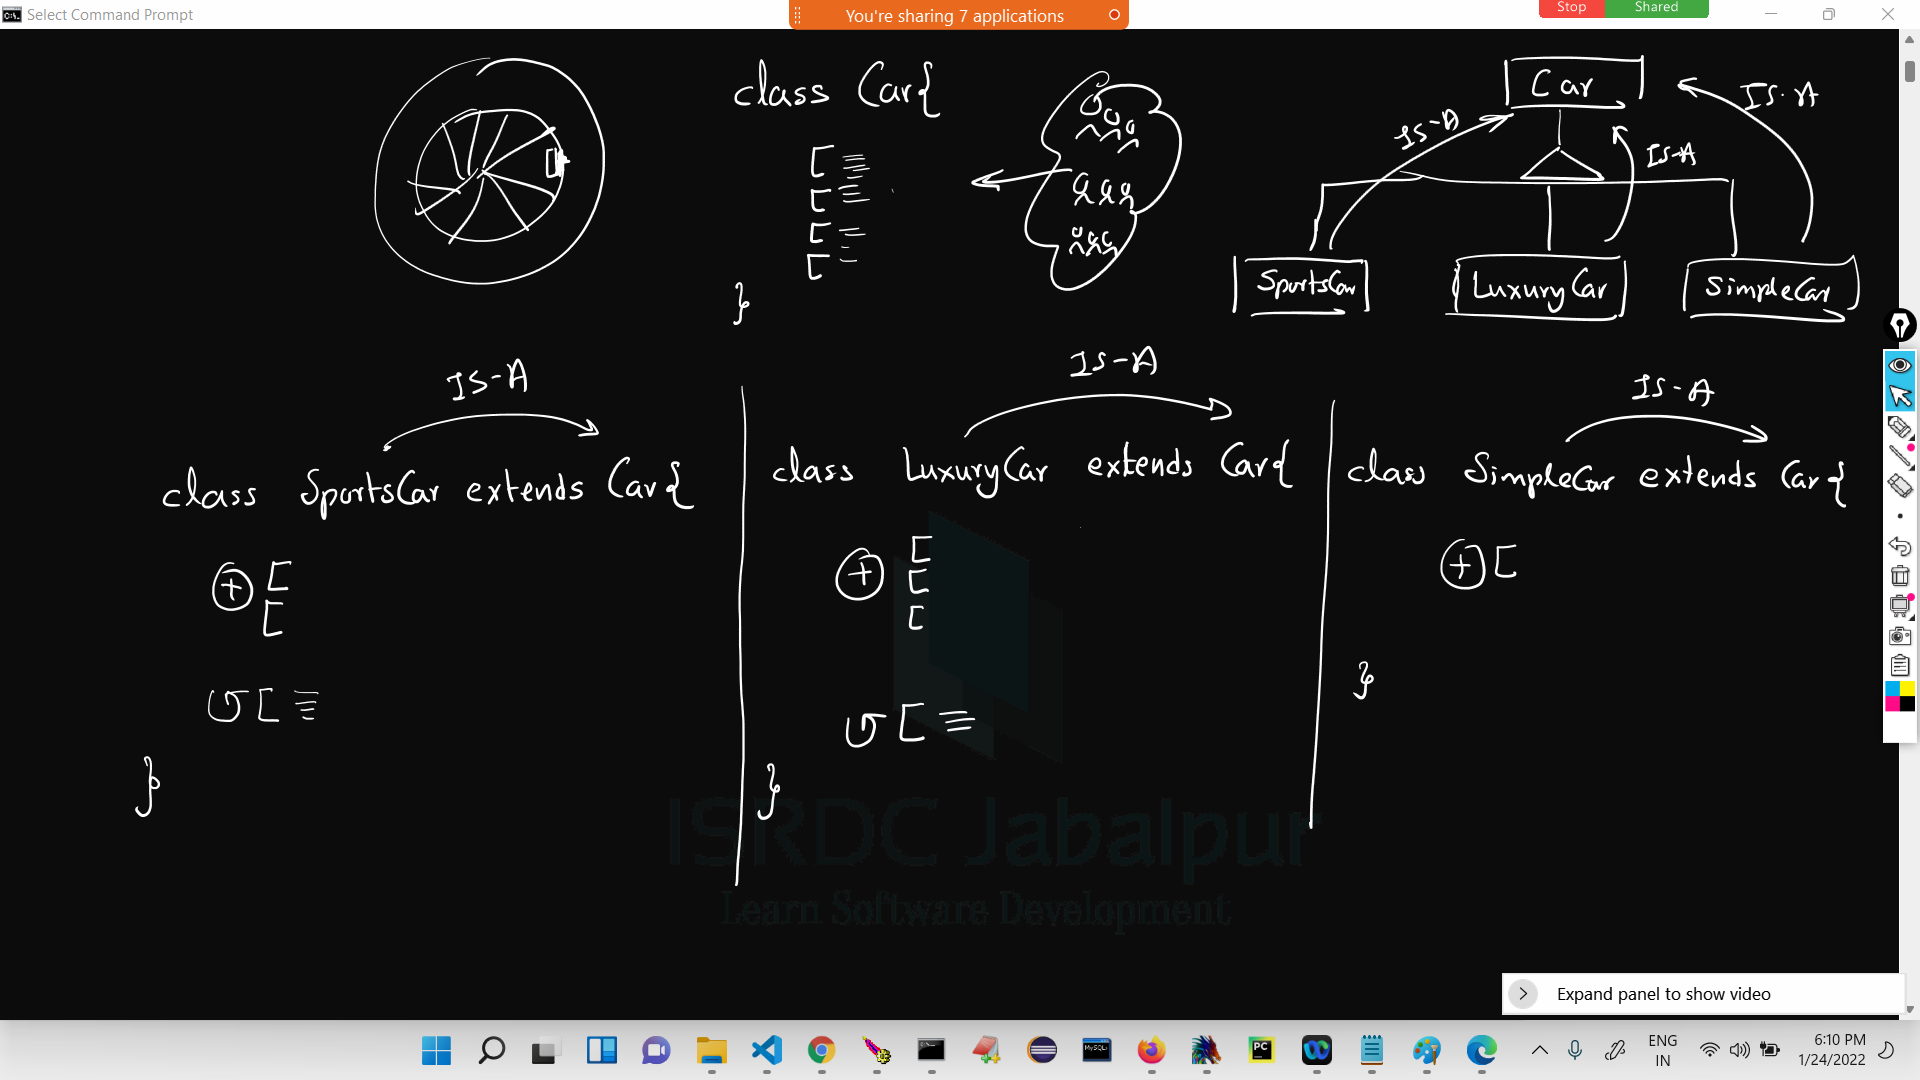 Select Command Prompt
You're sharing 7 applications
Stop
Shared
class Car{
}
Car
IS-A
IS-A
IS-A
SportsCar
LuxuryCar
SimpleCar
IS-A
class SportsCar extends Car{
+
}
IS-A
class LuxuryCar extends Car{
+
}
IS-A
class SimpleCar extends Car{
+
}
ISRDC Jabalpur
Learn Software Development
Expand panel to show video
MySQL
PC
ENG
IN
6:10 PM
1/24/2022